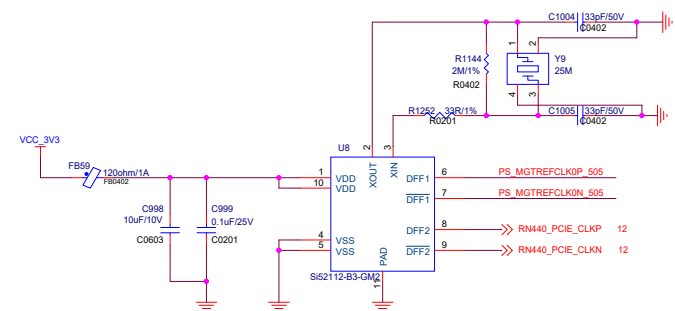 C1004 33pF/50V
C0402
1 2
R1144
2M/1%
R0402
Y9
25M
4 3
R1252 33R/1%
R0201
C1005 33pF/50V
C0402
VCC_3V3
FB59
120ohm/1A
FB0402
U8
2 3
XOUT XIN
1 VDD
10 VDD
DFF1 6 PS_MGTREFCLK0P_505
DFF1 7 PS_MGTREFCLK0N_505
C998
10uF/10V
C0603
C999
0.1uF/25V
C0201
4 VSS
5 VSS
DFF2 8 RN440_PCIE_CLKP 12
DFF2 9 RN440_PCIE_CLKN 12
PAD
11
Si52112-B3-GM2